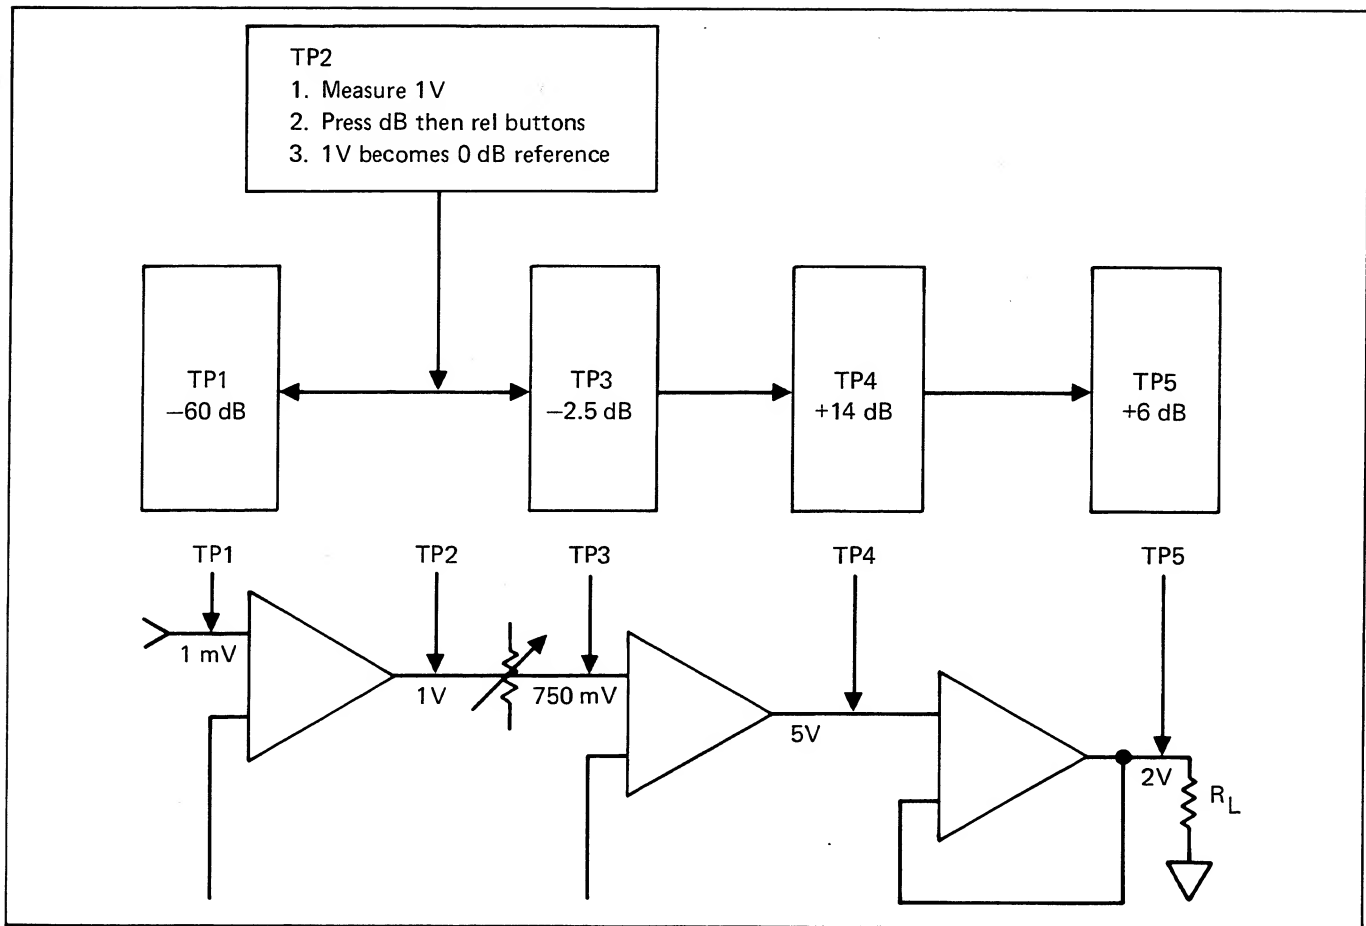 TP2
1. Measure 1V
2. Press dB then rel buttons
3. 1V becomes 0 dB reference
TP1
−60 dB
TP3
−2.5 dB
TP4
+14 dB
TP5
+6 dB
TP1
TP2
TP3
TP4
TP5
1 mV
1V
750 mV
5V
2V
RL